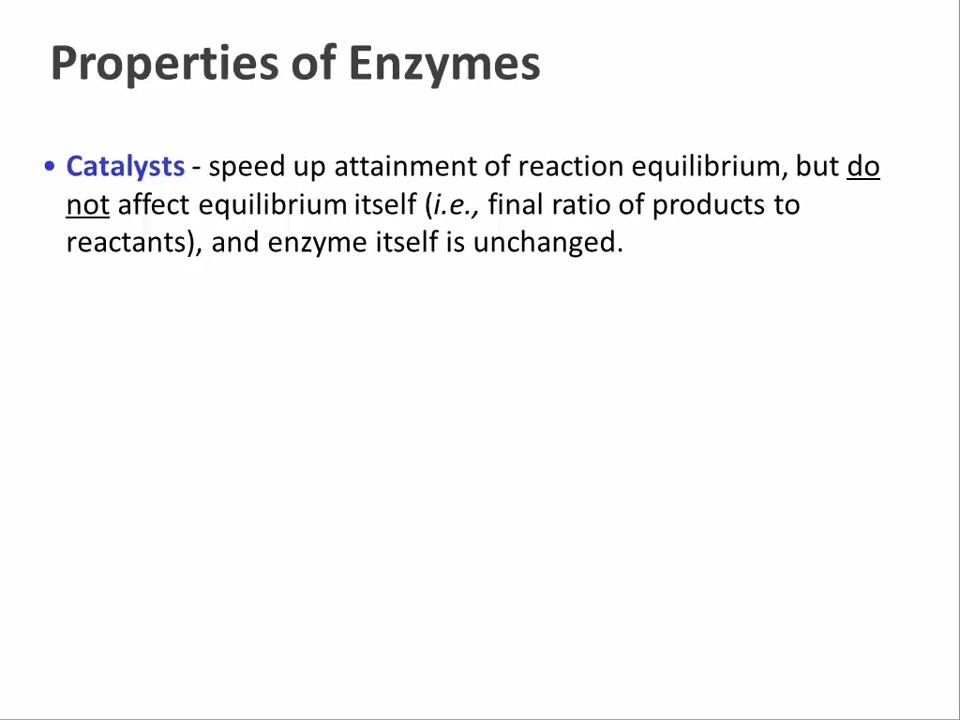 Properties of Enzymes
• Catalysts - speed up attainment of reaction equilibrium, but do
not affect equilibrium itself (i.e., final ratio of products to
reactants), and enzyme itself is unchanged.